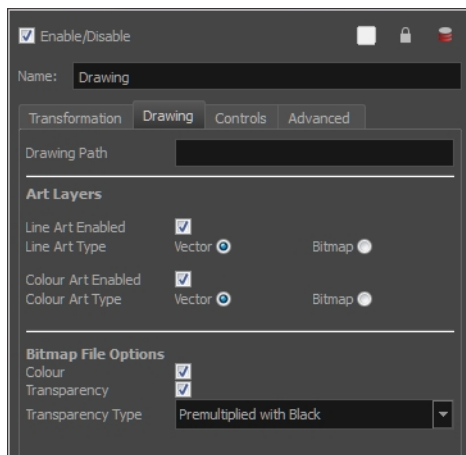 Enable/Disable
Name: Drawing
Transformation Drawing Controls Advanced
Drawing Path
Art Layers
Line Art Enabled
Line Art Type Vector Bitmap
Colour Art Enabled
Colour Art Type Vector Bitmap
Bitmap File Options
Colour
Transparency
Transparency Type Premultiplied with Black